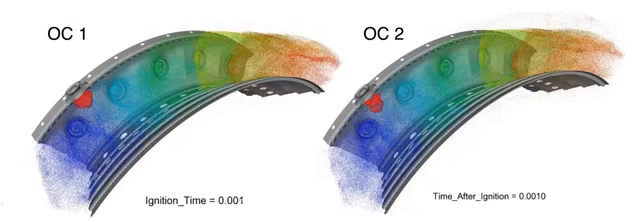 OC 1
OC 2
Ignition_Time = 0.001
Time_After_Ignition = 0.0010